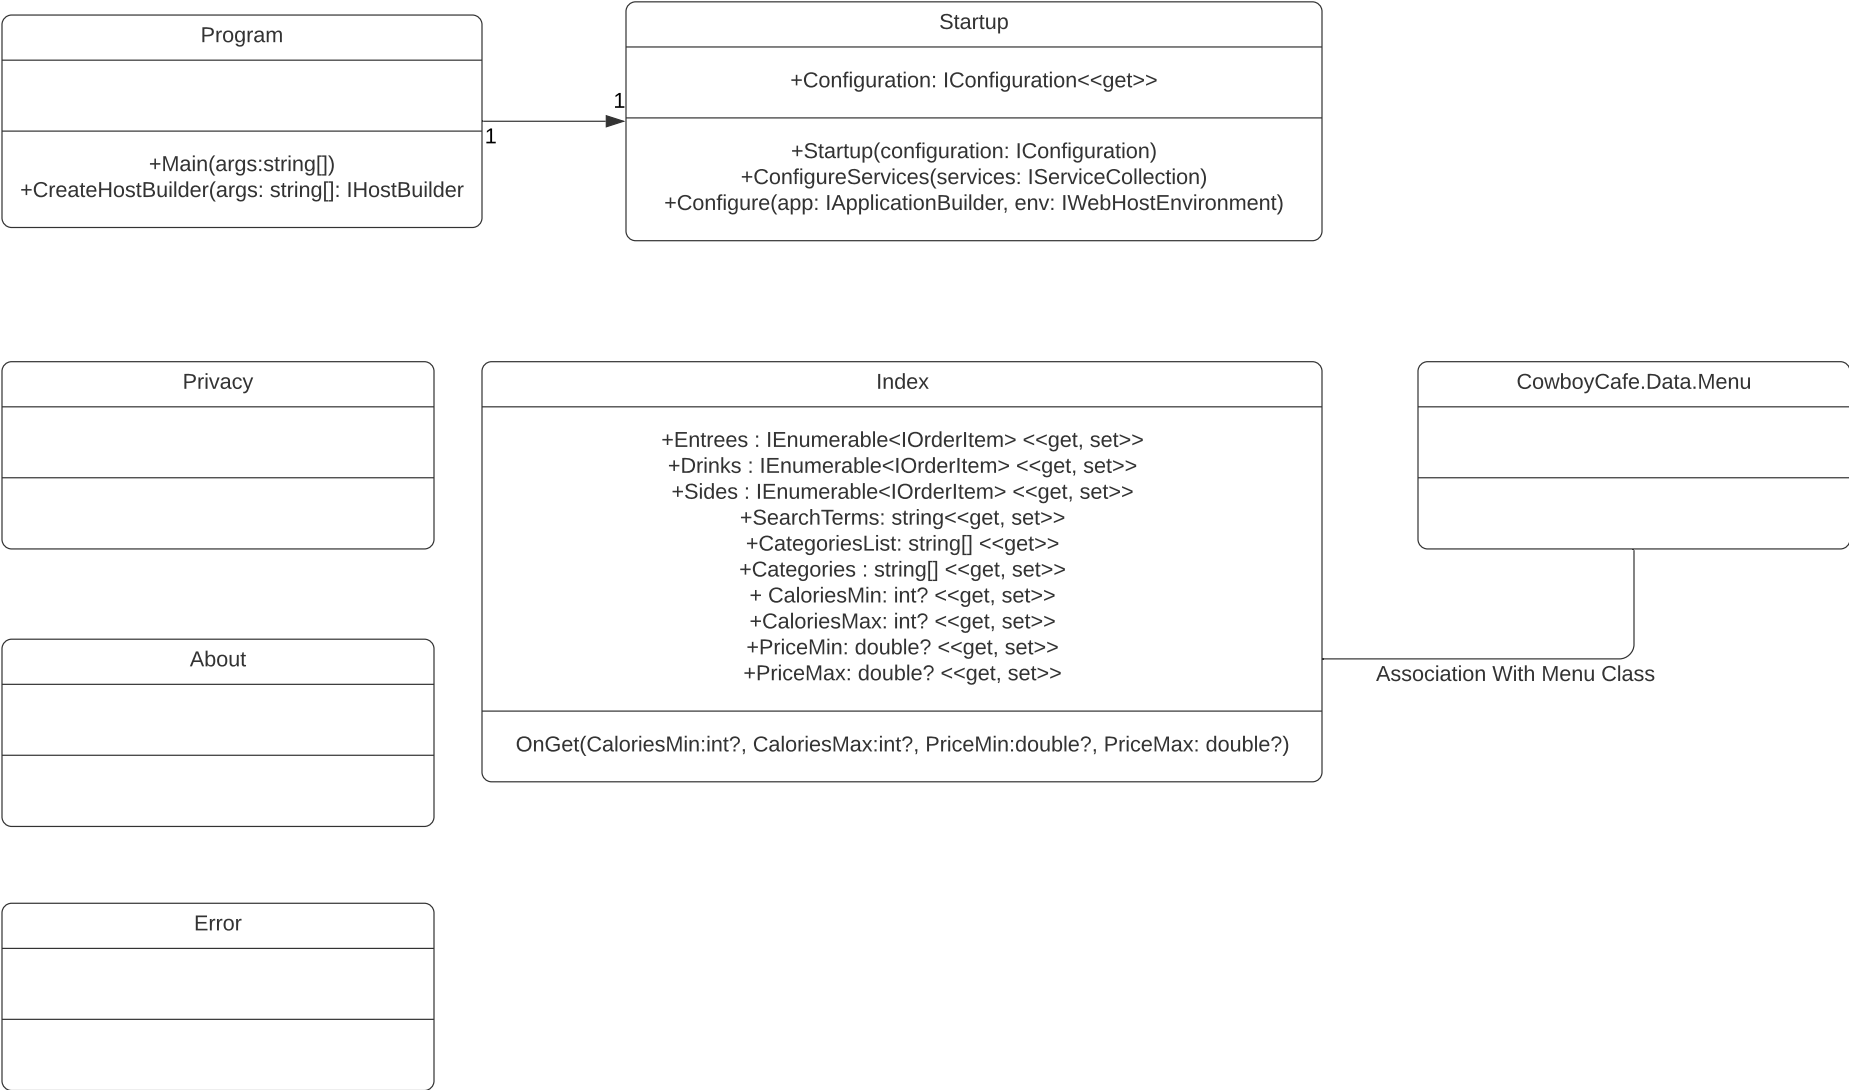 Program
+Main(args:string[])
+CreateHostBuilder(args: string[]: IHostBuilder
1
1
Startup
+Configuration: IConfiguration<<get>>
+Startup(configuration: IConfiguration)
+ConfigureServices(services: IServiceCollection)
+Configure(app: IApplicationBuilder, env: IWebHostEnvironment)
Privacy
Index
+Entrees : IEnumerable<IOrderItem> <<get, set>>
+Drinks : IEnumerable<IOrderItem> <<get, set>>
+Sides : IEnumerable<IOrderItem> <<get, set>>
+SearchTerms: string<<get, set>>
+CategoriesList: string[] <<get>>
+Categories : string[] <<get, set>>
+ CaloriesMin: int? <<get, set>>
+CaloriesMax: int? <<get, set>>
+PriceMin: double? <<get, set>>
+PriceMax: double? <<get, set>>
OnGet(CaloriesMin:int?, CaloriesMax:int?, PriceMin:double?, PriceMax: double?)
CowboyCafe.Data.Menu
Association With Menu Class
About
Error